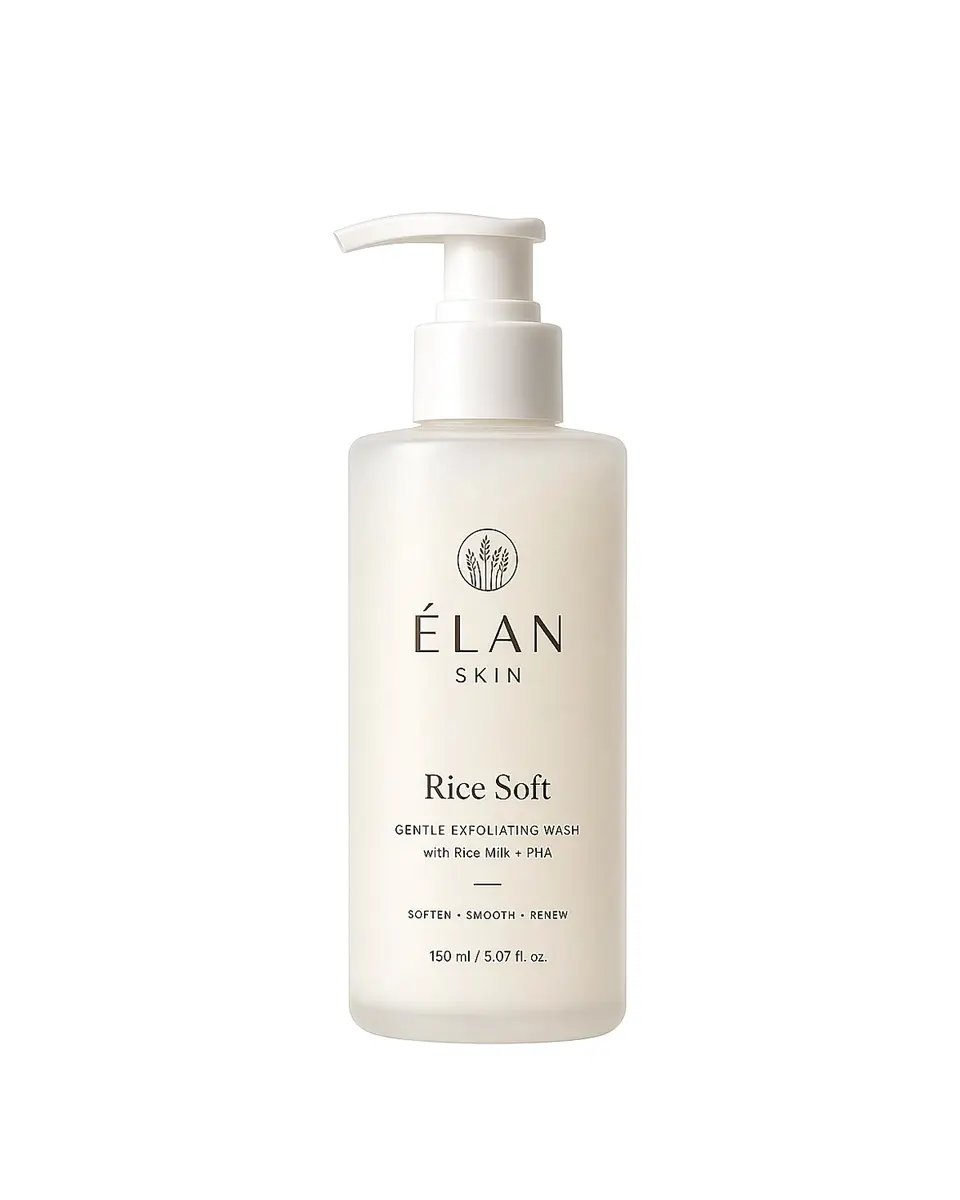 ÉLAN
SKIN
Rice Soft
GENTLE EXFOLIATING WASH
with Rice Milk + PHA
SOFTEN • SMOOTH • RENEW
150 ml / 5.07 fl. oz.